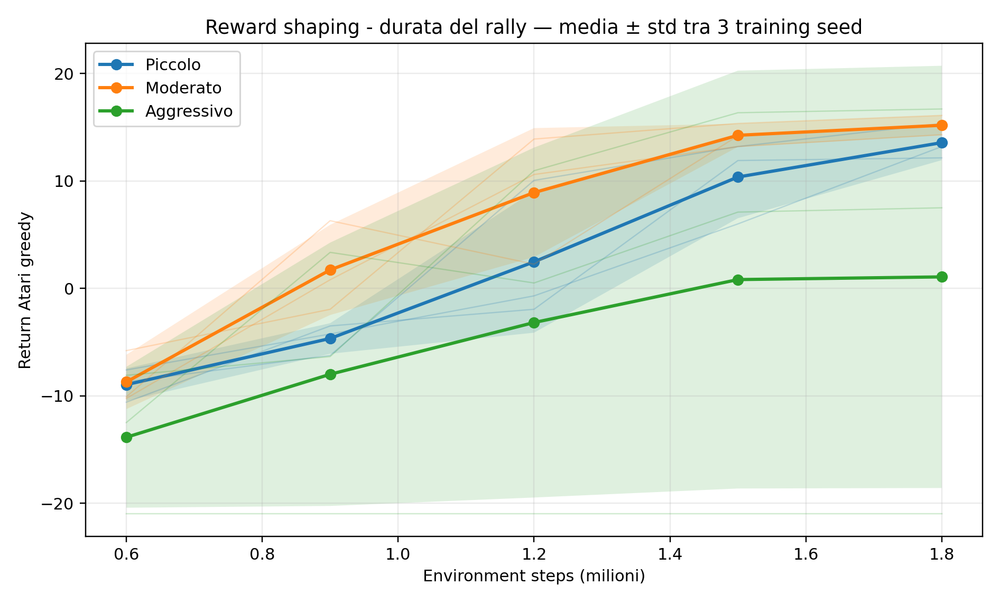 Reward shaping - durata del rally — media ± std tra 3 training seed
Piccolo
Moderato
Aggressivo
Return Atari greedy
20
10
0
−10
−20
0.6 0.8 1.0 1.2 1.4 1.6 1.8
Environment steps (milioni)